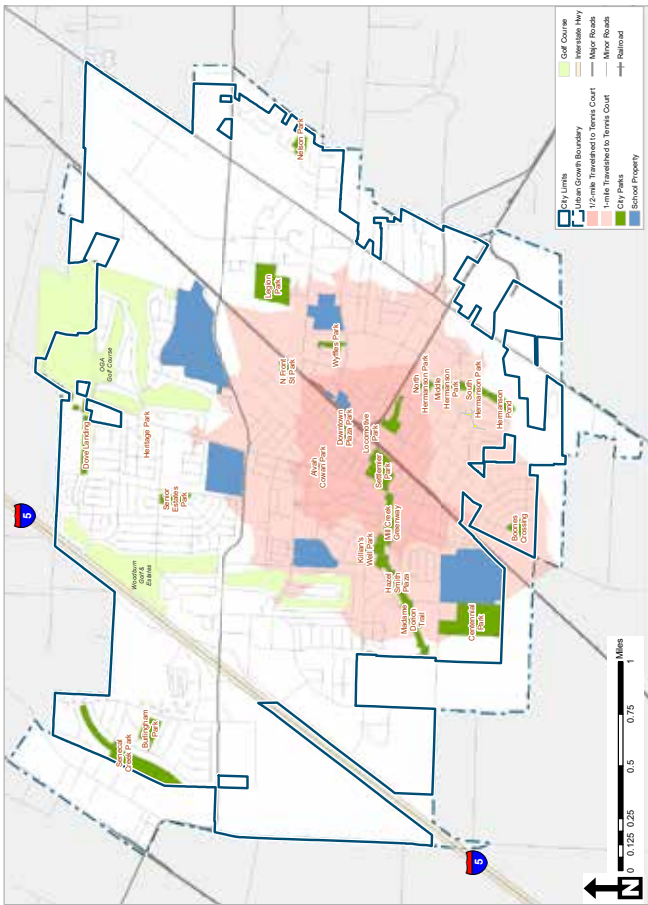 5
Dove Landing
OGA
Golf Course
Heritage Park
Senior
Estates
Park
Woodburn
Golf &
Estates
Senecal
Creek Park
Burlingham
Park
Legion
Park
Nelson Park
N Front
St Park
Wyffles Park
Alvah
Cowan Park
Downtown
Plaza Park
Locomotive
Park
Settlemier
Park
North
Hermanson Park
Middle
Hermanson
Park
South
Hermanson Park
Hermanson
Pond
Mill Creek
Greenway
Killian's
Well Park
Hazel
Smith
Plaza
Madame
Dorion
Trail
Centennial
Park
Boones
Crossing
5
City Limits
Urban Growth Boundary
1/2-mile Travelshed to Tennis Court
1-mile Travelshed to Tennis Court
City Parks
School Property
Golf Course
Interstate Hwy
Major Roads
Minor Roads
Railroad
0 0.125 0.25 0.5 0.75 1
Miles
N